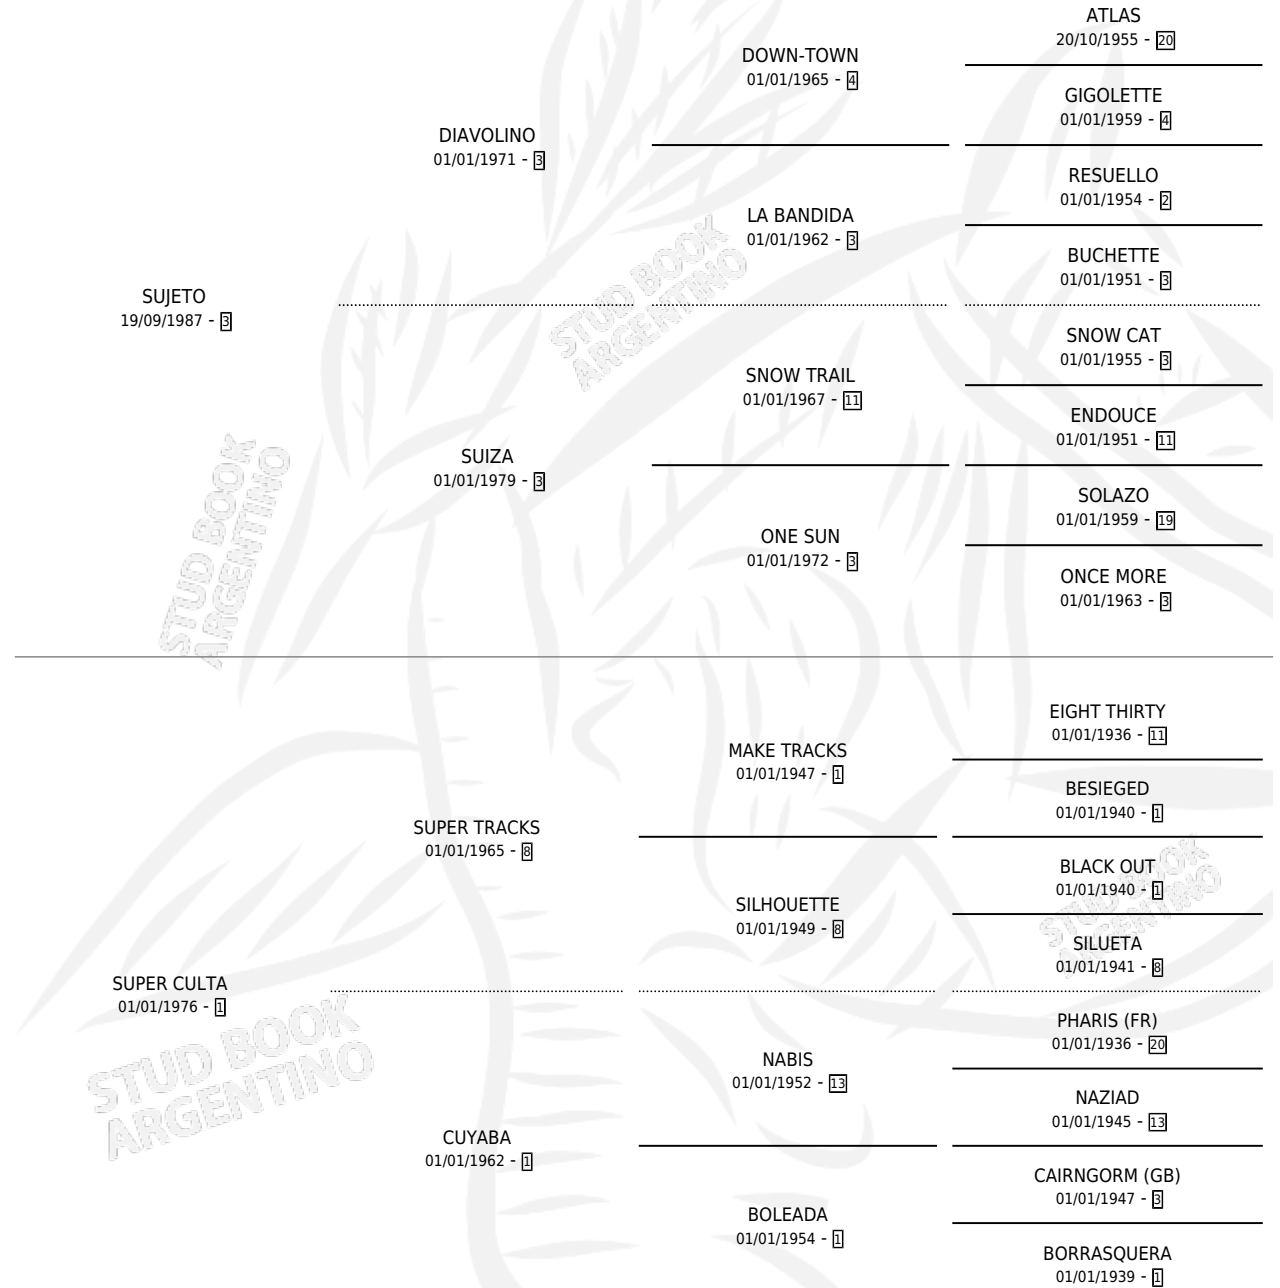 ATLAS
20/10/1955 - 20
DOWN-TOWN
01/01/1965 - 4
GIGOLETTE
01/01/1959 - 4
DIAVOLINO
01/01/1971 - 3
RESUELLO
01/01/1954 - 2
LA BANDIDA
01/01/1962 - 3
BUCHETTE
01/01/1951 - 3
SUJETO
19/09/1987 - 3
STUD BOOK
ARGENTINO
SNOW CAT
01/01/1955 - 3
SNOW TRAIL
01/01/1967 - 11
ENDOUCE
01/01/1951 - 11
SUIZA
01/01/1979 - 3
SOLAZO
01/01/1959 - 19
ONE SUN
01/01/1972 - 3
ONCE MORE
01/01/1963 - 3
STUD BOOK
ARGENTINO
EIGHT THIRTY
01/01/1936 - 11
MAKE TRACKS
01/01/1947 - 1
BESIEGED
01/01/1940 - 1
SUPER TRACKS
01/01/1965 - 8
BLACK OUT
01/01/1940 - 1
SILHOUETTE
01/01/1949 - 8
SILUETA
01/01/1941 - 8
STUD BOOK
ARGENTINO
SUPER CULTA
01/01/1976 - 1
PHARIS (FR)
01/01/1936 - 20
NABIS
01/01/1952 - 13
NAZIAD
01/01/1945 - 13
STUD BOOK
ARGENTINO
CUYABA
01/01/1962 - 1
CAIRNGORM (GB)
01/01/1947 - 3
BOLEADA
01/01/1954 - 1
BORRASQUERA
01/01/1939 - 1